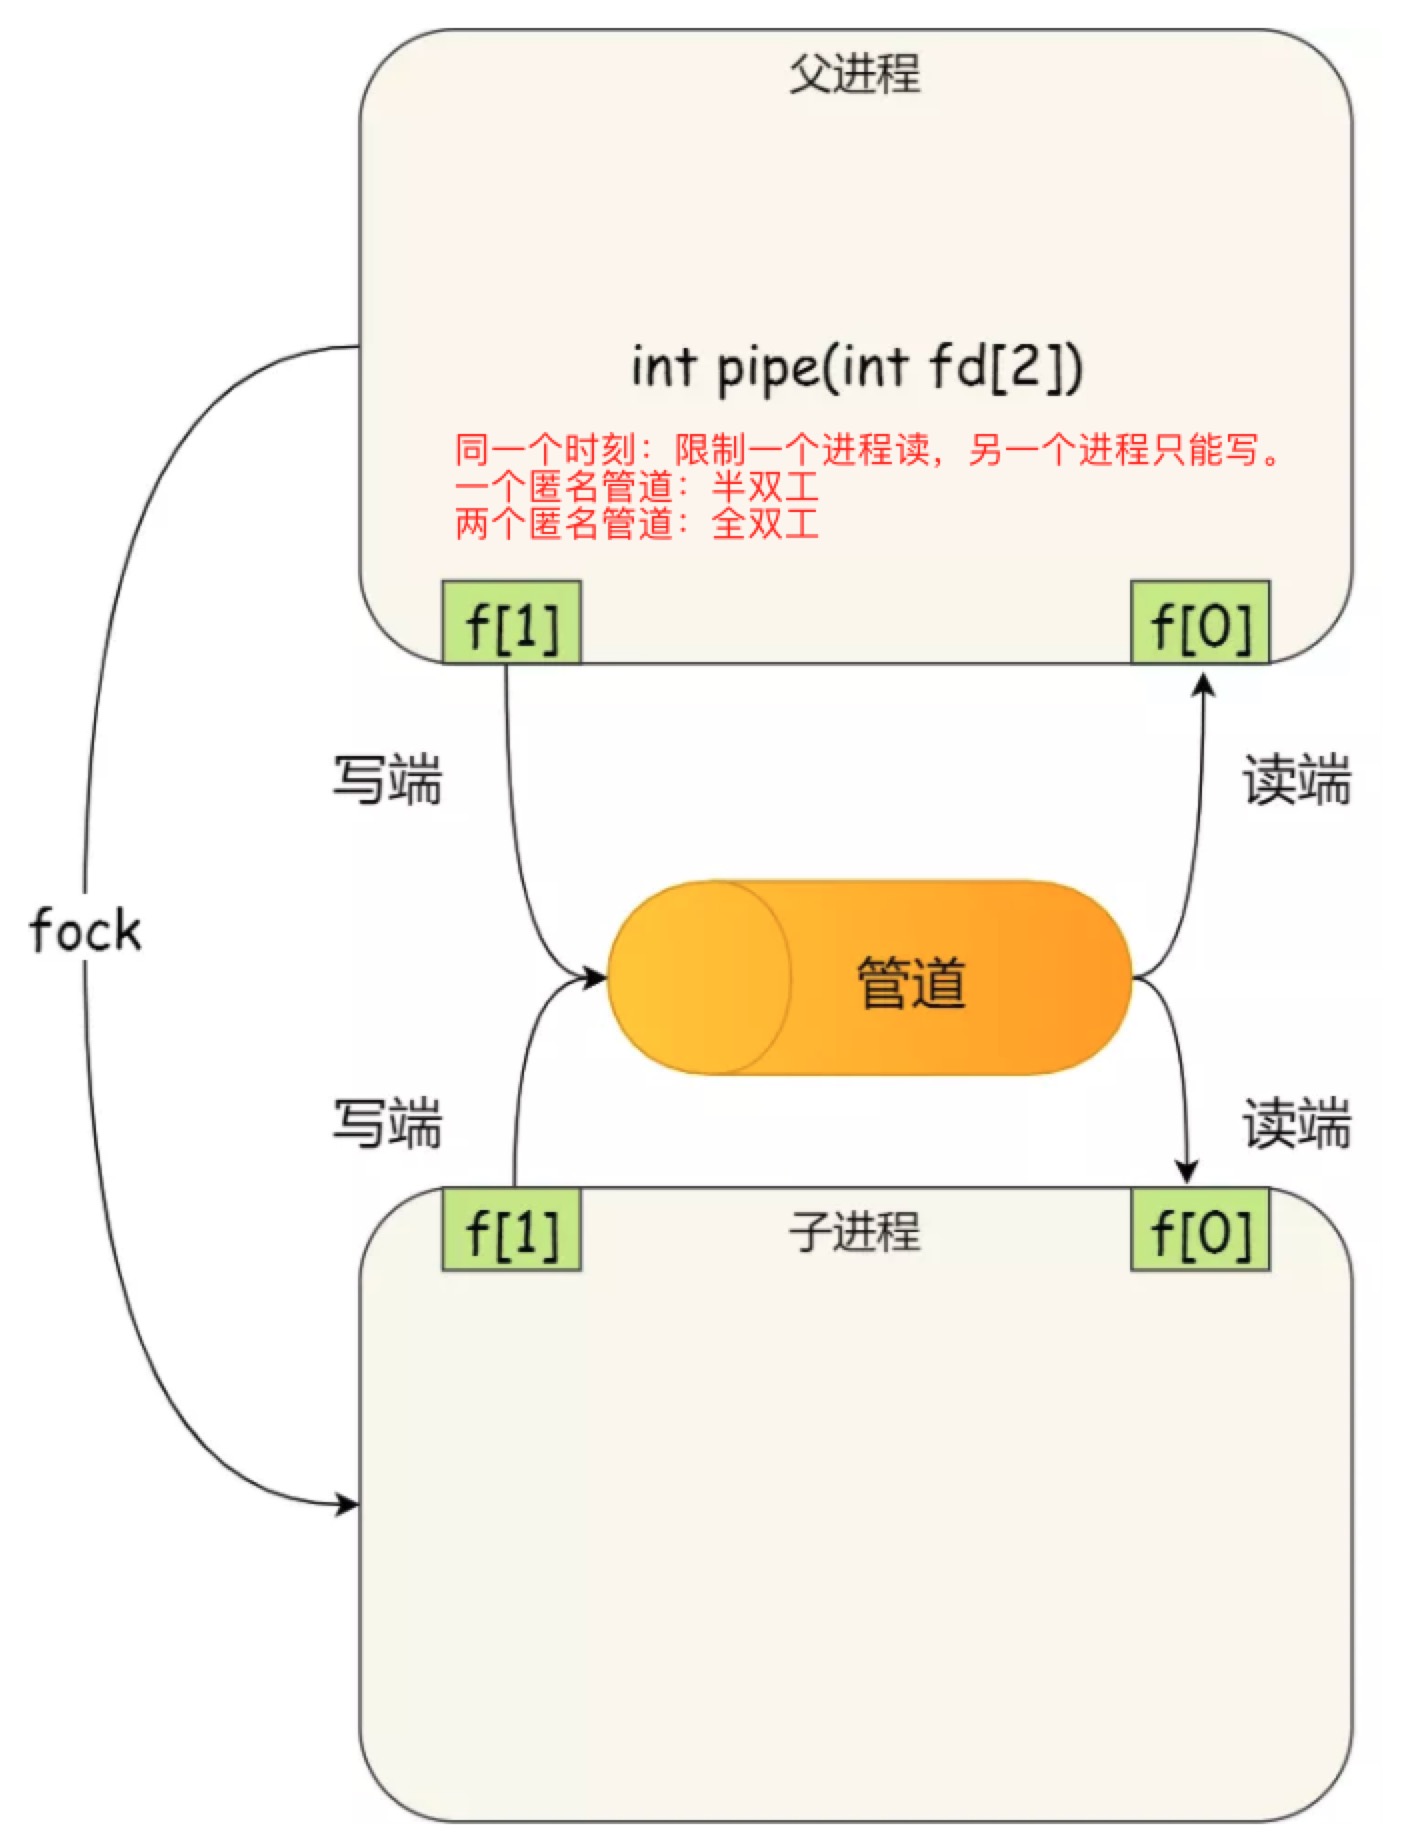 父进程
int pipe(int fd[2])
同一个时刻：限制一个进程读，另一个进程只能写。
一个匿名管道：半双工
两个匿名管道：全双工
f[1]
f[0]
写端
读端
fock
管道
写端
读端
f[1]
子进程
f[0]